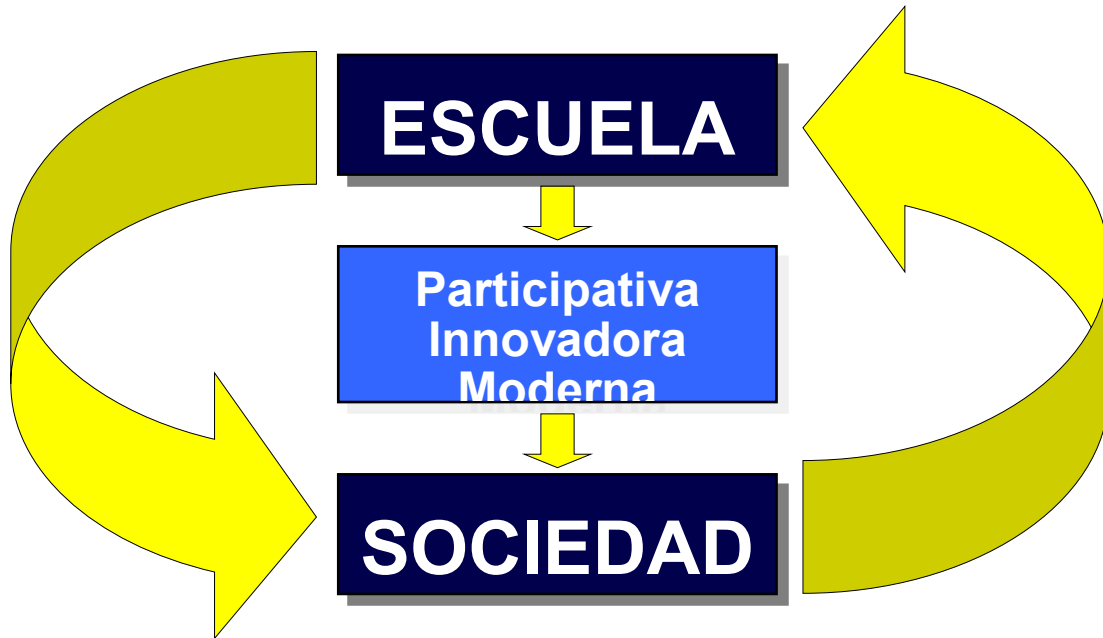 ESCUELA
Participativa
Innovadora
Moderna
SOCIEDAD